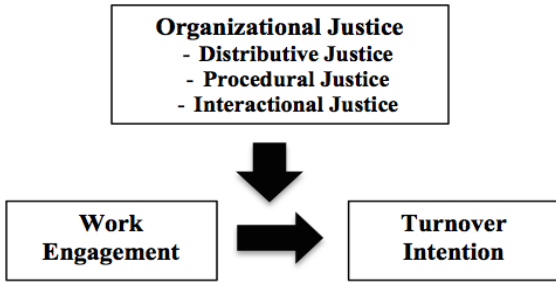 Organizational Justice
- Distributive Justice
- Procedural Justice
- Interactional Justice
Work
Engagement
Turnover
Intention